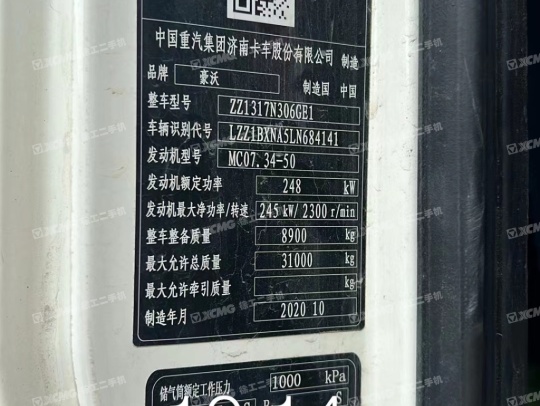 中国重汽集团济南卡车股份有限公司 制造
品牌 豪沃 制造国 中国
整车型号 ZZ1317N306GE1
车辆识别代号 LZZ1BXNA5LN684141
发动机型号 MC07.34-50
发动机额定功率 248 kW
发动机最大净功率/转速 245 kW/ 2300 r/min
整车整备质量 8900 kg
最大允许总质量 31000 kg
最大允许牵引质量 kg
制造年月 2020 10
储气筒额定工作压力 1000 kPa